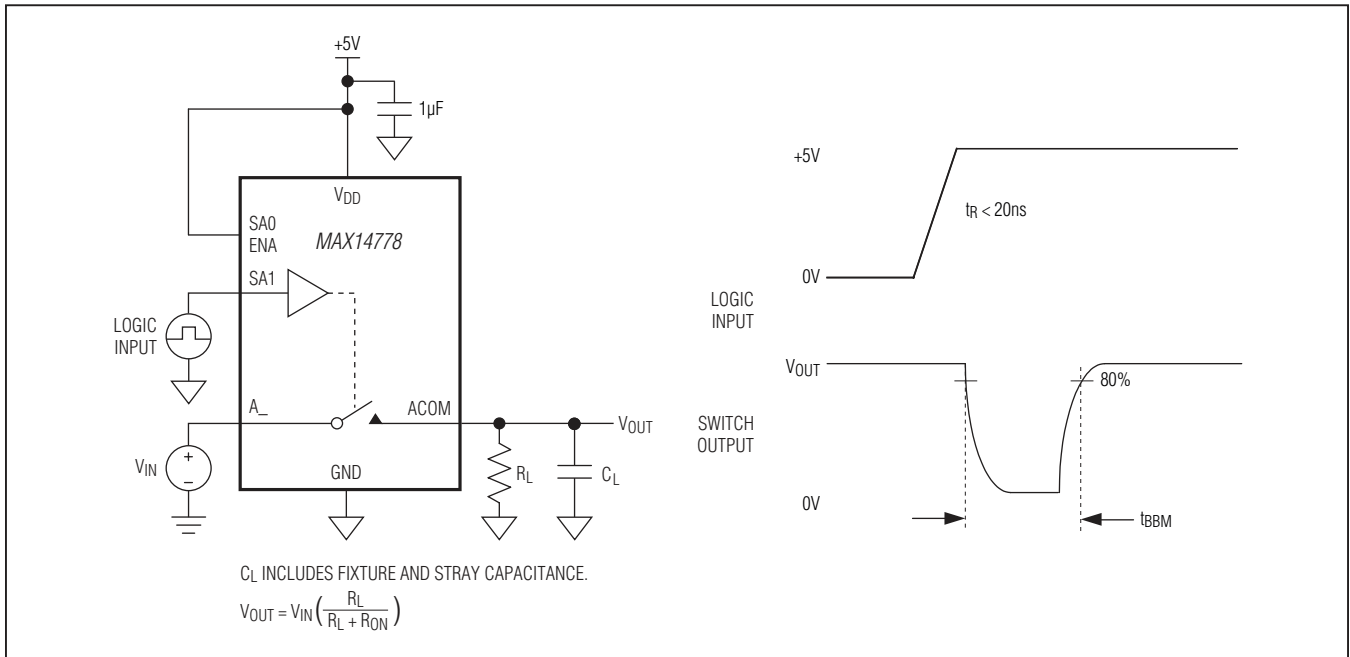 +5V
1µF
VDD
SA0
ENA
MAX14778
SA1
LOGIC
INPUT
A_
ACOM
VOUT
VIN
+
-
GND
RL
CL
CL INCLUDES FIXTURE AND STRAY CAPACITANCE.
VOUT = VIN ( RL / RL + RON )
+5V
tR < 20ns
0V
LOGIC
INPUT
VOUT
80%
SWITCH
OUTPUT
0V
tBBM